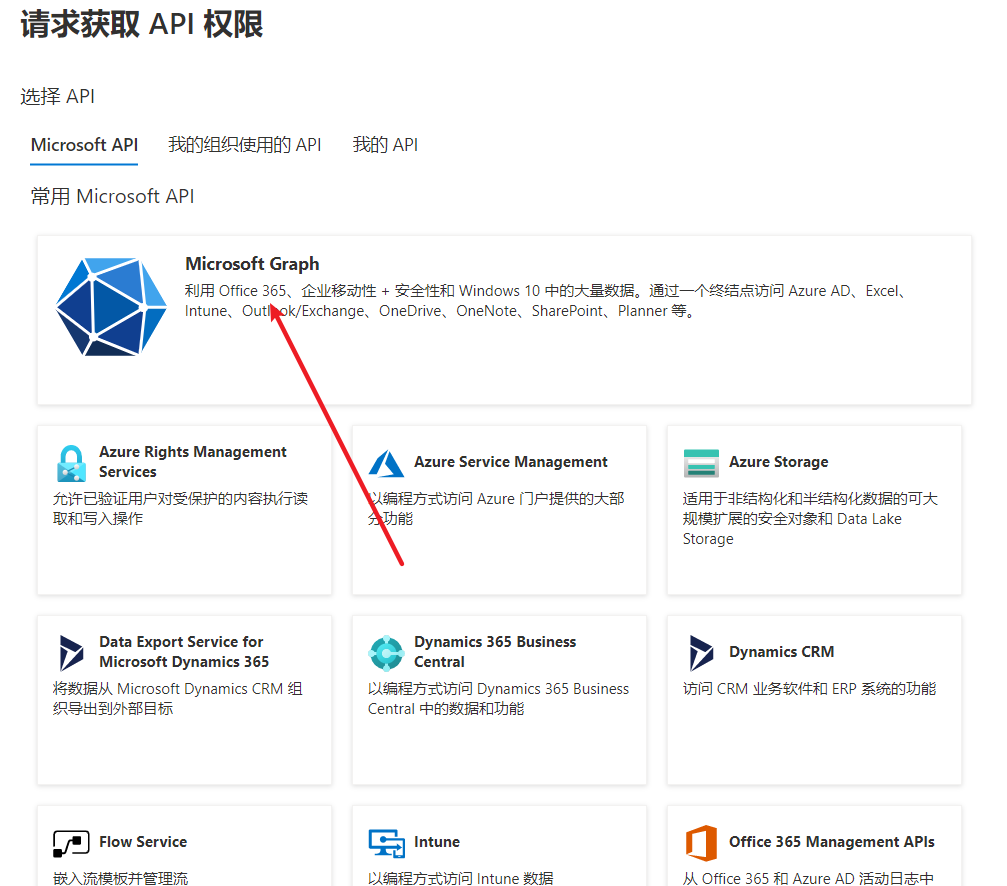 请求获取 API 权限
选择 API
Microsoft API 我的组织使用的 API 我的 API
常用 Microsoft API
Microsoft Graph
利用 Office 365、企业移动性 + 安全性和 Windows 10 中的大量数据。通过一个终结点访问 Azure AD、Excel、
Intune、Outlook/Exchange、OneDrive、OneNote、SharePoint、Planner 等。
Azure Rights Management
Services
允许已验证用户对受保护的内容执行读
取和写入操作
Azure Service Management
以编程方式访问 Azure 门户提供的大部
分功能
Azure Storage
适用于非结构化和半结构化数据的可大
规模扩展的安全对象和 Data Lake
Storage
Data Export Service for
Microsoft Dynamics 365
将数据从 Microsoft Dynamics CRM 组
织导出到外部目标
Dynamics 365 Business
Central
以编程方式访问 Dynamics 365 Business
Central 中的数据和功能
Dynamics CRM
访问 CRM 业务软件和 ERP 系统的功能
Flow Service
嵌入流模板并管理流
Intune
以编程方式访问 Intune 数据
Office 365 Management APIs
从 Office 365 和 Azure AD 活动日志中